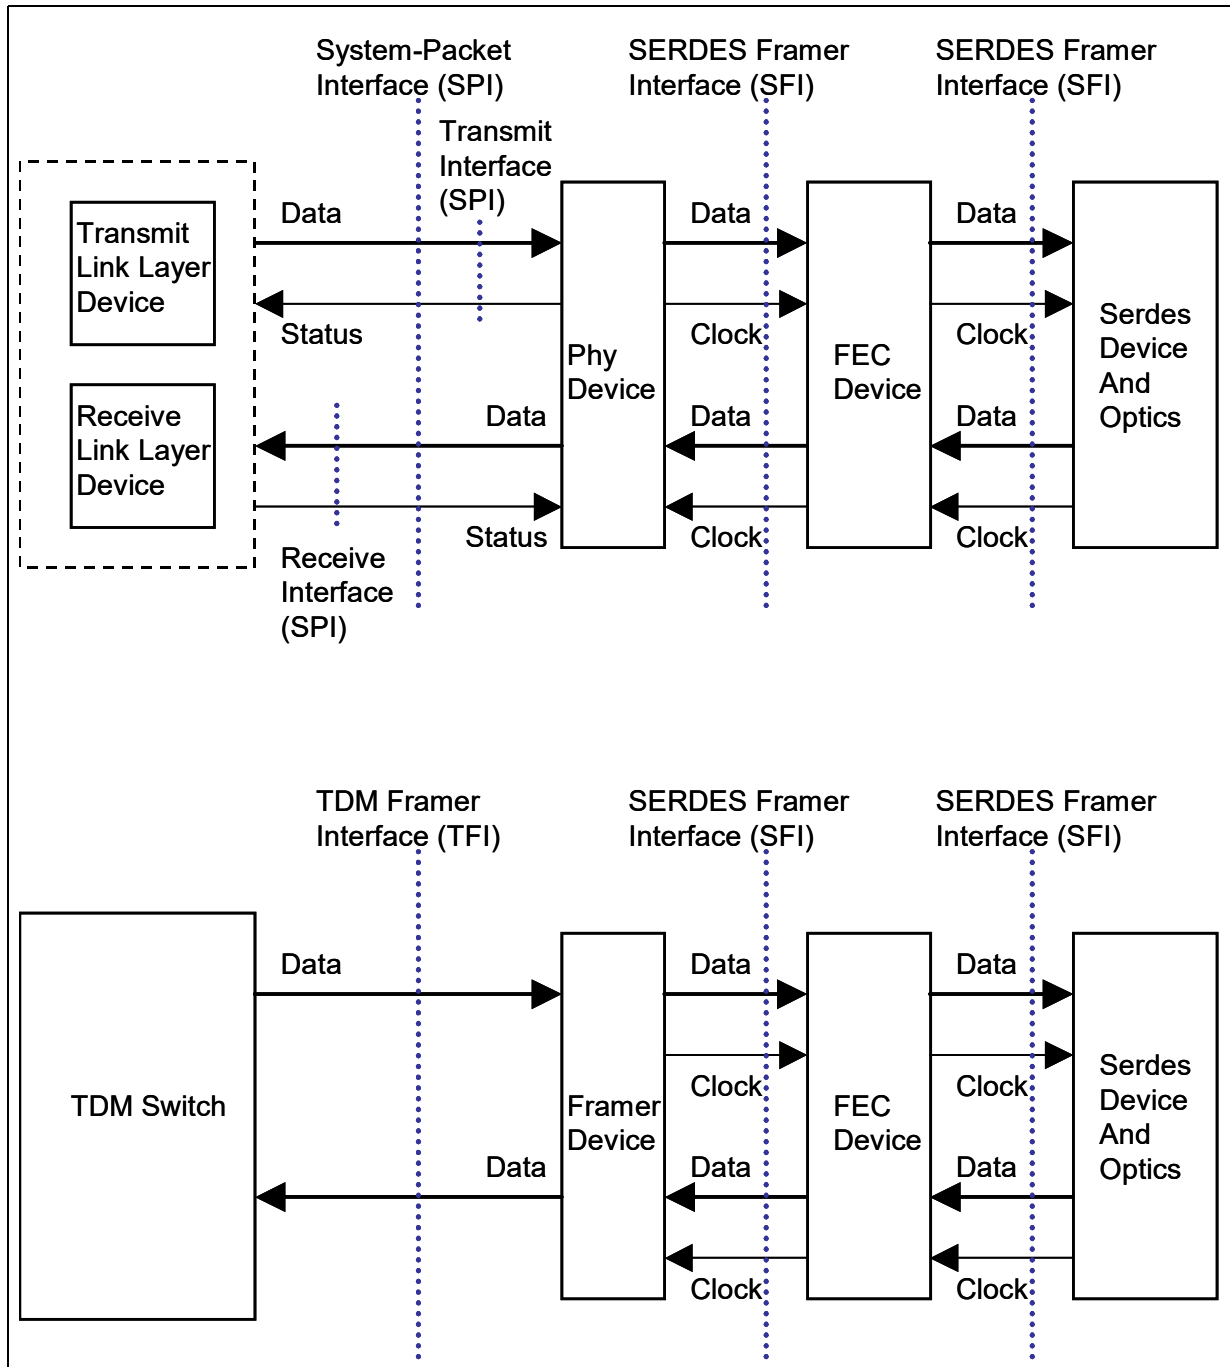 System-Packet
Interface (SPI)
SERDES Framer
Interface (SFI)
SERDES Framer
Interface (SFI)
Transmit
Interface
(SPI)
Data
Data
Data
Transmit
Link Layer
Device
Status
Clock
Clock
Phy
Device
FEC
Device
Serdes
Device
And
Optics
Receive
Link Layer
Device
Data
Data
Data
Status
Clock
Clock
Receive
Interface
(SPI)
TDM Framer
Interface (TFI)
SERDES Framer
Interface (SFI)
SERDES Framer
Interface (SFI)
Data
Data
Data
Clock
Clock
TDM Switch
Framer
Device
FEC
Device
Serdes
Device
And
Optics
Data
Data
Data
Clock
Clock